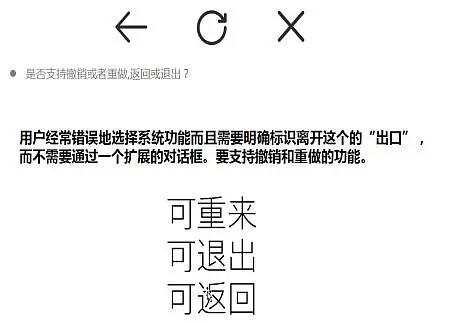 是否支持撤销或者重做,返回或退出？
用户经常错误地选择系统功能而且需要明确标识离开这个的“出口”，
而不需要通过一个扩展的对话框。要支持撤销和重做的功能。
可重来
可退出
可返回